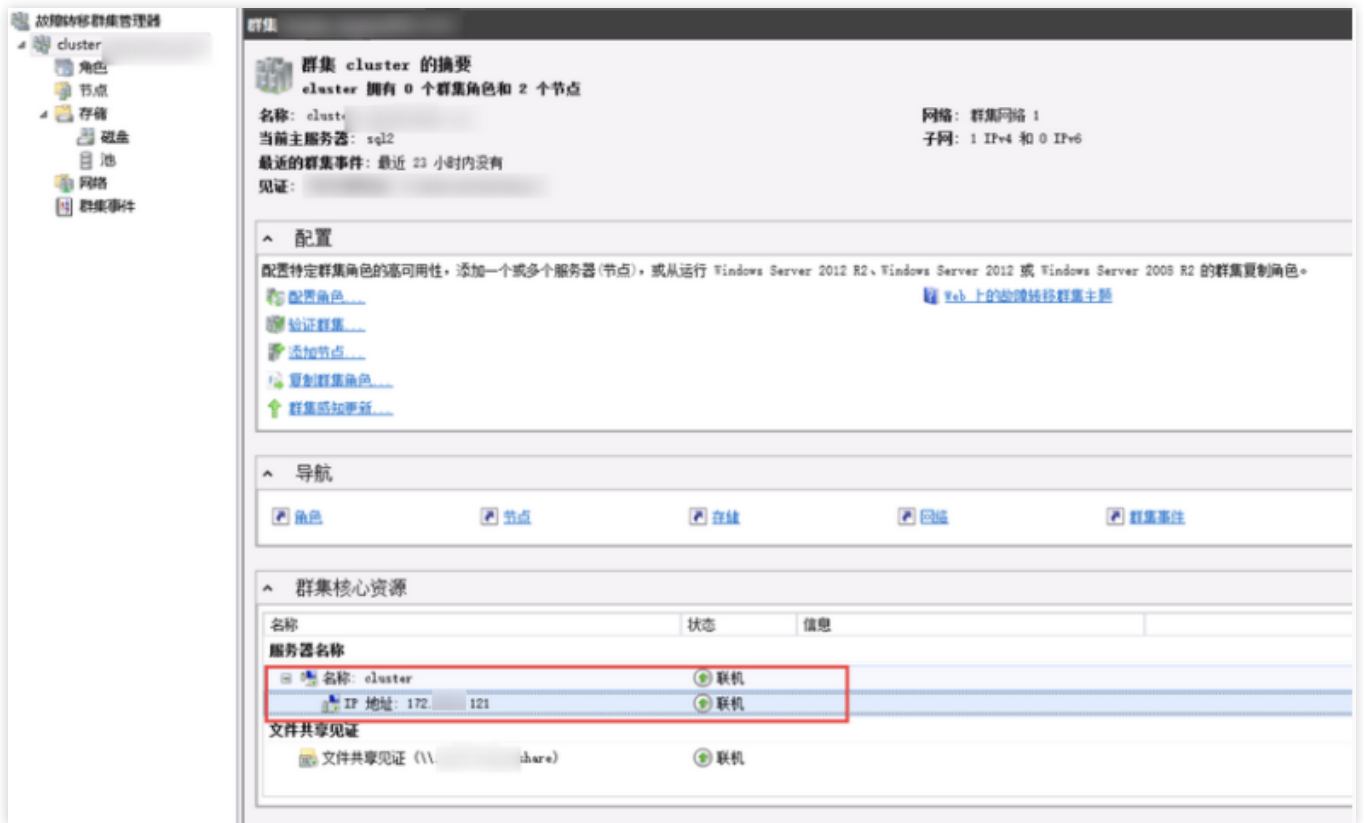 故障转移群集管理器
cluster
角色
节点
存储
磁盘
池
网络
群集事件
群集
群集 cluster 的摘要
cluster 拥有 0 个群集角色和 2 个节点
名称: clust
网络: 群集网络 1
当前主服务器: sql2
子网: 1 IPv4 和 0 IPv6
最近的群集事件: 最近 23 小时内没有
见证:
配置
配置特定群集角色的高可用性，添加一个或多个服务器(节点)，或从运行 Windows Server 2012 R2、Windows Server 2012 或 Windows Server 2008 R2 的群集复制角色。
配置角色...
Web 上的故障转移群集主题
验证群集...
添加节点...
复制群集角色...
群集感知更新...
导航
角色 节点 存储 网络 群集事件
群集核心资源
名称 状态 信息
服务器名称
名称: cluster 联机
IP 地址: 172. 121 联机
文件共享见证
文件共享见证 (\\ share) 联机